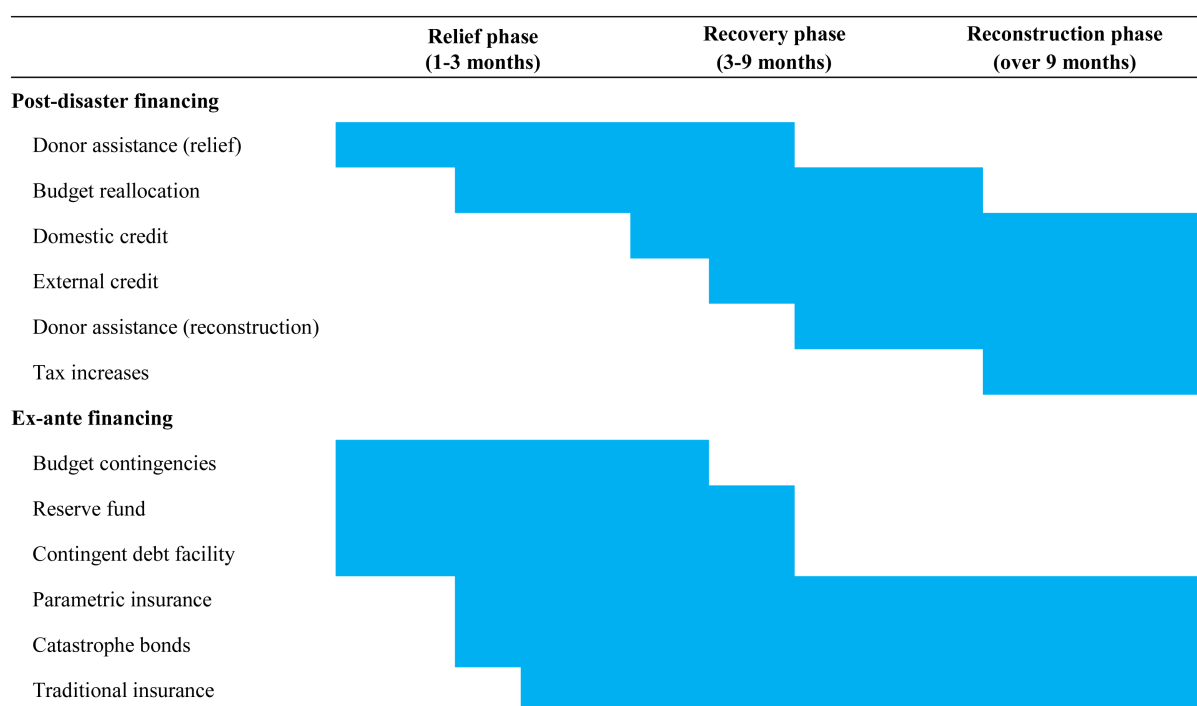 Relief phase
(1-3 months)
Recovery phase
(3-9 months)
Reconstruction phase
(over 9 months)
Post-disaster financing
Donor assistance (relief)
Budget reallocation
Domestic credit
External credit
Donor assistance (reconstruction)
Tax increases
Ex-ante financing
Budget contingencies
Reserve fund
Contingent debt facility
Parametric insurance
Catastrophe bonds
Traditional insurance